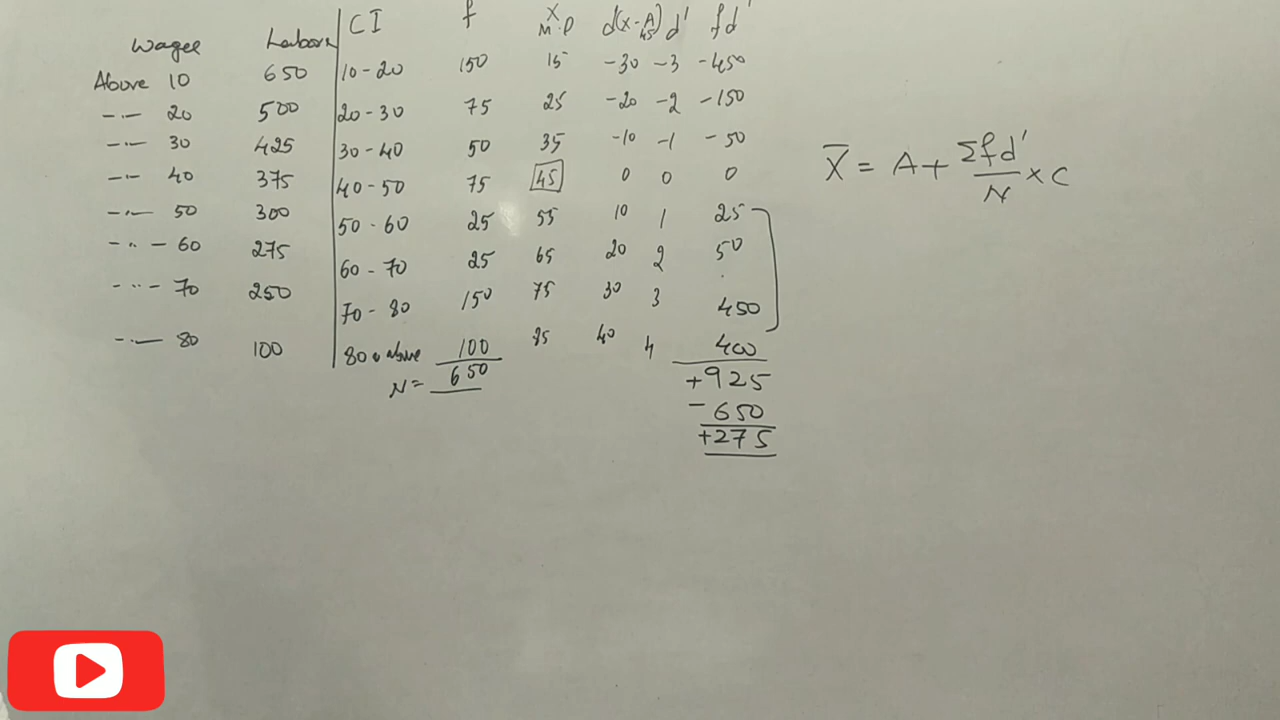 Wages Labors CI f X M.P d(x-A) 45 d' fd'
Above 10 650 10-20 150 15 -30 -3 -450
-·- 20 500 20-30 75 25 -20 -2 -150
-·- 30 425 30-40 50 35 -10 -1 -50
-·- 40 375 40-50 75 45 0 0 0
-·- 50 300 50-60 25 55 10 1 25
-··- 60 275 60-70 25 65 20 2 50
-··- 70 250 70-80 150 75 30 3 450
-·- 80 100 80 & above 100 85 40 4 400
N= 650 +925
-650
+275
X̄ = A + Σfd'/N × C